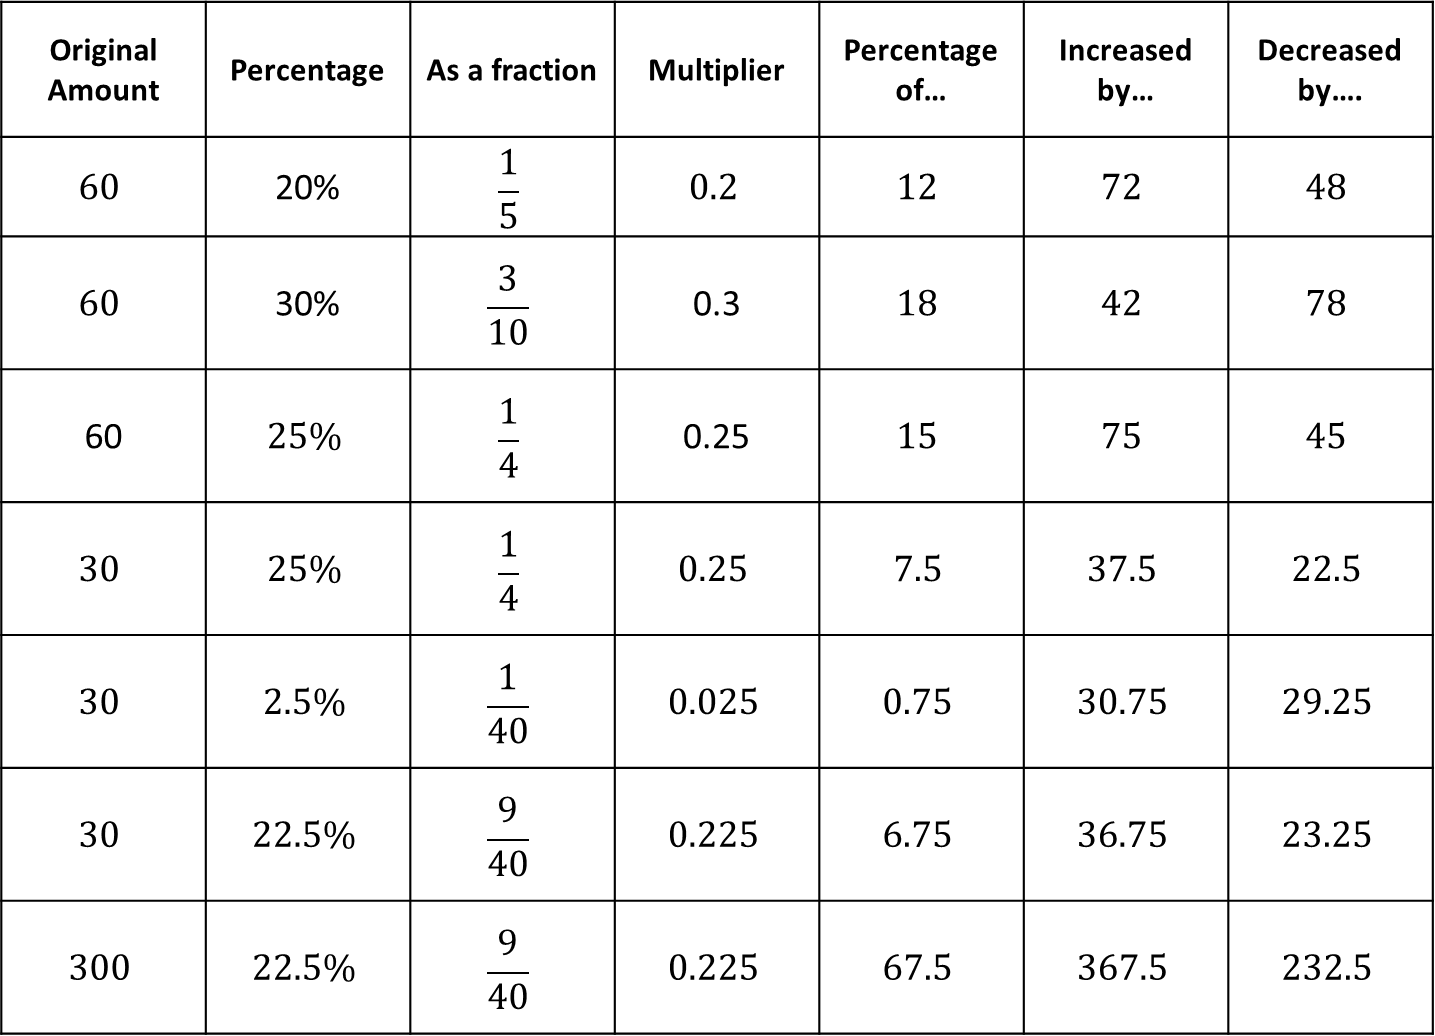 Original Amount | Percentage | As a fraction | Multiplier | Percentage of... | Increased by... | Decreased by....
60 | 20% | 1/5 | 0.2 | 12 | 72 | 48
60 | 30% | 3/10 | 0.3 | 18 | 42 | 78
60 | 25% | 1/4 | 0.25 | 15 | 75 | 45
30 | 25% | 1/4 | 0.25 | 7.5 | 37.5 | 22.5
30 | 2.5% | 1/40 | 0.025 | 0.75 | 30.75 | 29.25
30 | 22.5% | 9/40 | 0.225 | 6.75 | 36.75 | 23.25
300 | 22.5% | 9/40 | 0.225 | 67.5 | 367.5 | 232.5